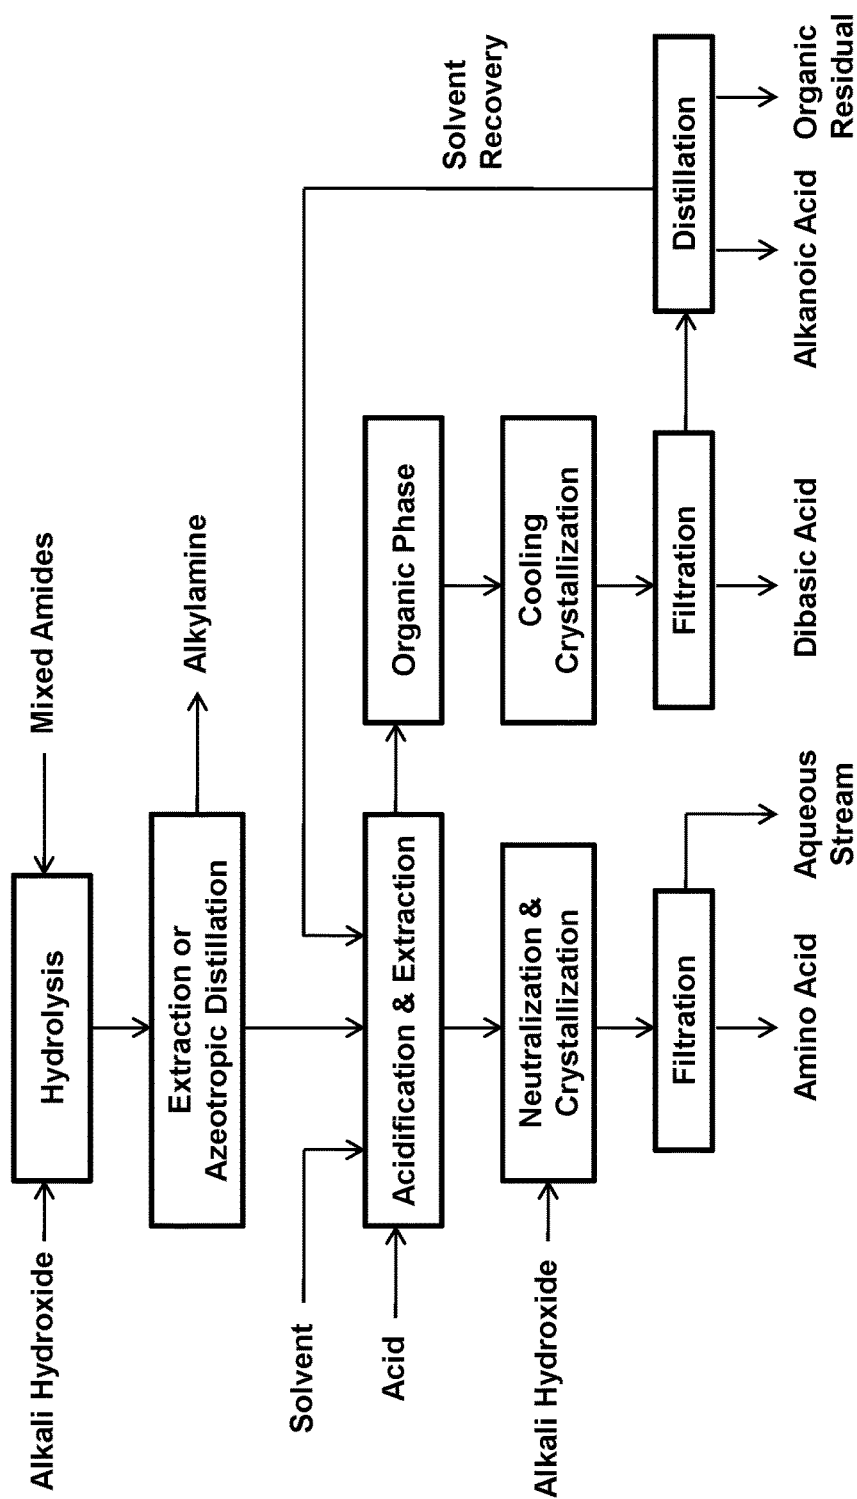 Alkali Hydroxide
Hydrolysis
Mixed Amides
Extraction or
Azeotropic Distillation
Alkylamine
Solvent
Solvent
Recovery
Acid
Acidification & Extraction
Organic Phase
Alkali Hydroxide
Neutralization &
Crystallization
Cooling
Crystallization
Filtration
Filtration
Distillation
Amino Acid
Aqueous
Stream
Dibasic Acid
Alkanoic Acid
Organic
Residual